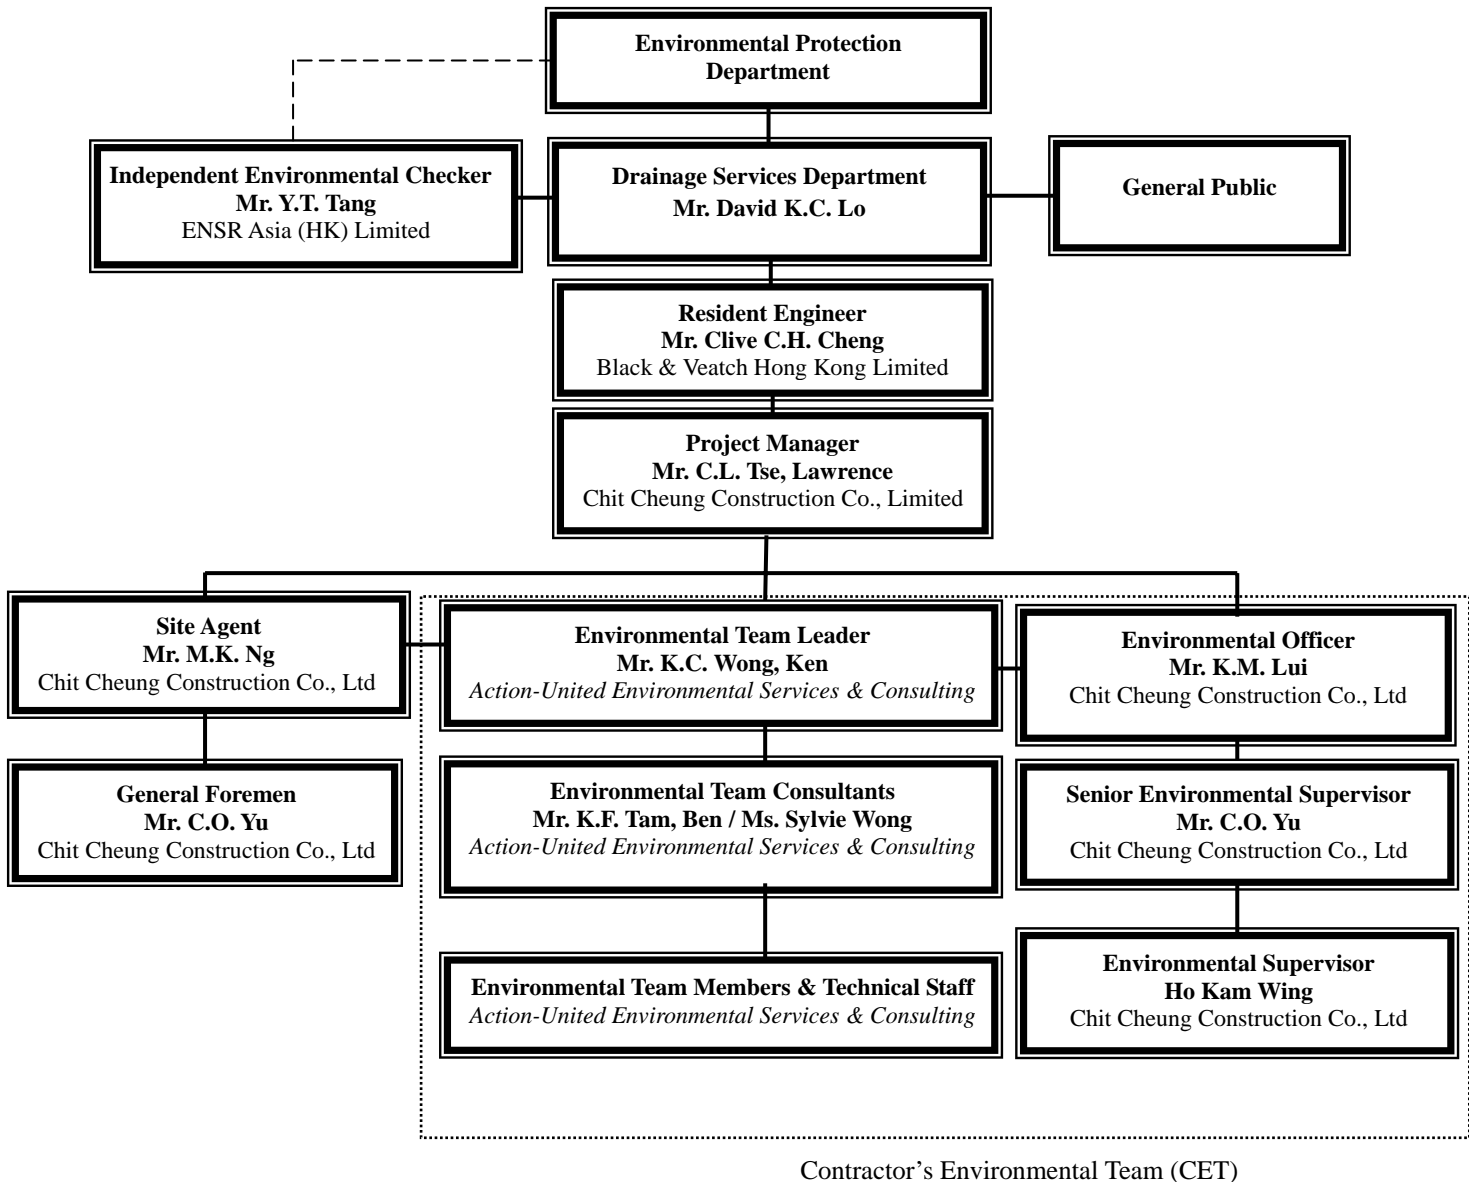 Environmental Protection
Department
Independent Environmental Checker
Mr. Y.T. Tang
ENSR Asia (HK) Limited
Drainage Services Department
Mr. David K.C. Lo
General Public
Resident Engineer
Mr. Clive C.H. Cheng
Black & Veatch Hong Kong Limited
Project Manager
Mr. C.L. Tse, Lawrence
Chit Cheung Construction Co., Limited
Site Agent
Mr. M.K. Ng
Chit Cheung Construction Co., Ltd
Environmental Team Leader
Mr. K.C. Wong, Ken
Action-United Environmental Services & Consulting
Environmental Officer
Mr. K.M. Lui
Chit Cheung Construction Co., Ltd
General Foremen
Mr. C.O. Yu
Chit Cheung Construction Co., Ltd
Environmental Team Consultants
Mr. K.F. Tam, Ben / Ms. Sylvie Wong
Action-United Environmental Services & Consulting
Senior Environmental Supervisor
Mr. C.O. Yu
Chit Cheung Construction Co., Ltd
Environmental Team Members & Technical Staff
Action-United Environmental Services & Consulting
Environmental Supervisor
Ho Kam Wing
Chit Cheung Construction Co., Ltd
Contractor’s Environmental Team (CET)